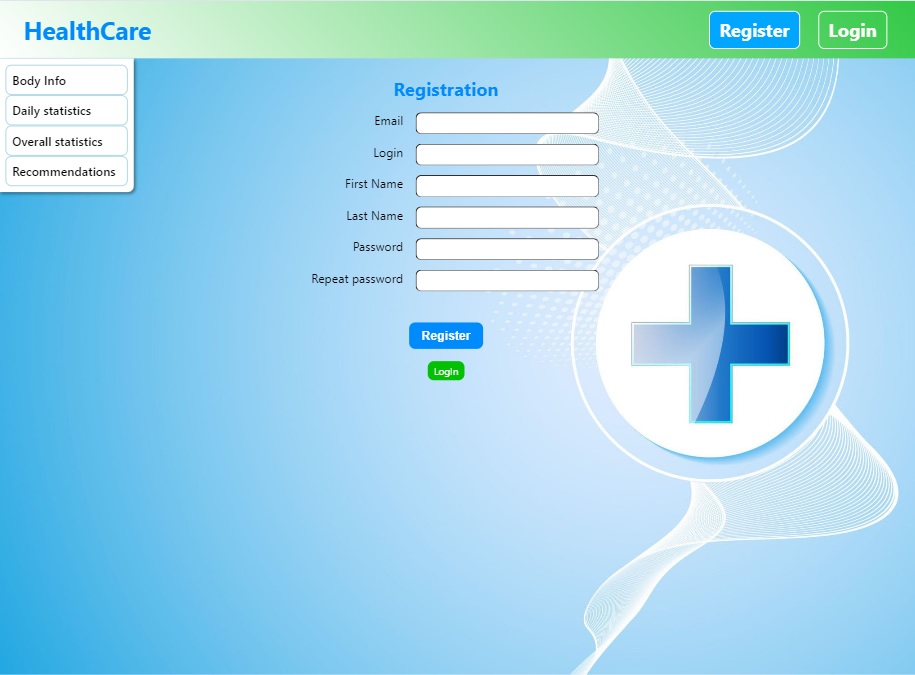 HealthCare
Register
Login
Body Info
Daily statistics
Overall statistics
Recommendations
Registration
Email
Login
First Name
Last Name
Password
Repeat password
Register
Login